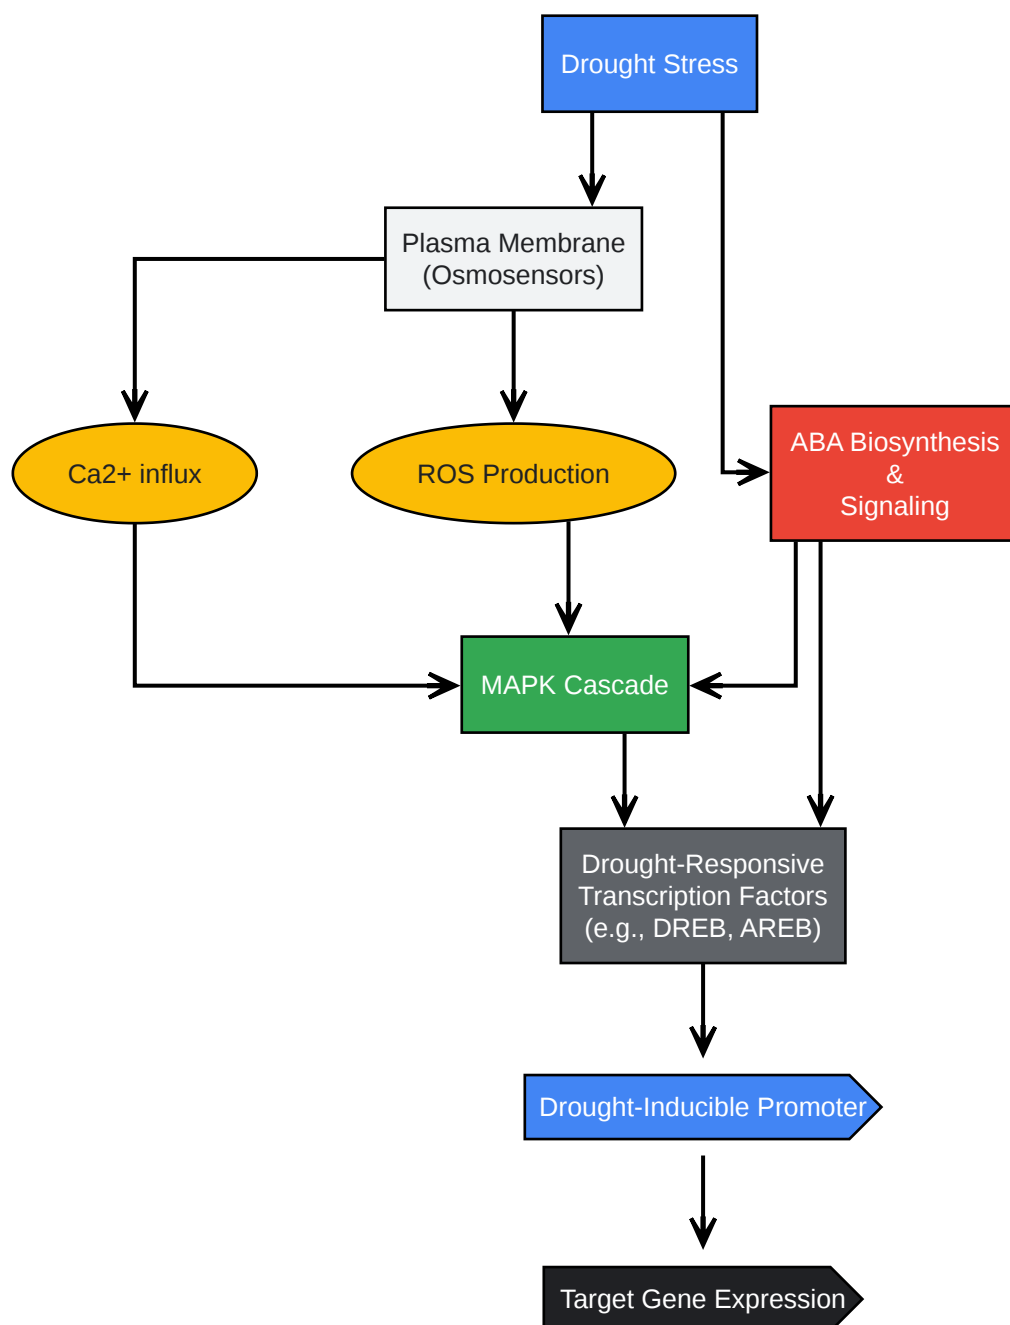 Drought Stress
Plasma Membrane
(Osmosensors)
Ca2+ influx
ROS Production
ABA Biosynthesis
&
Signaling
MAPK Cascade
Drought-Responsive
Transcription Factors
(e.g., DREB, AREB)
Drought-Inducible Promoter
Target Gene Expression